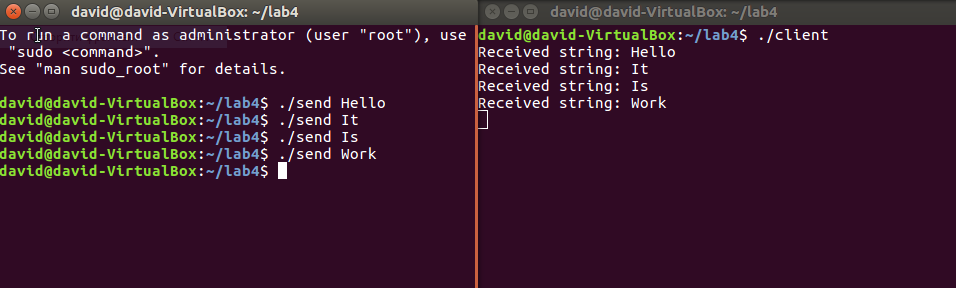 david@david-VirtualBox: ~/lab4
To run a command as administrator (user "root"), use
"sudo <command>".
See "man sudo_root" for details.
david@david-VirtualBox:~/lab4$ ./send Hello
david@david-VirtualBox:~/lab4$ ./send It
david@david-VirtualBox:~/lab4$ ./send Is
david@david-VirtualBox:~/lab4$ ./send Work
david@david-VirtualBox:~/lab4$
david@david-VirtualBox: ~/lab4
david@david-VirtualBox:~/lab4$ ./client
Received string: Hello
Received string: It
Received string: Is
Received string: Work